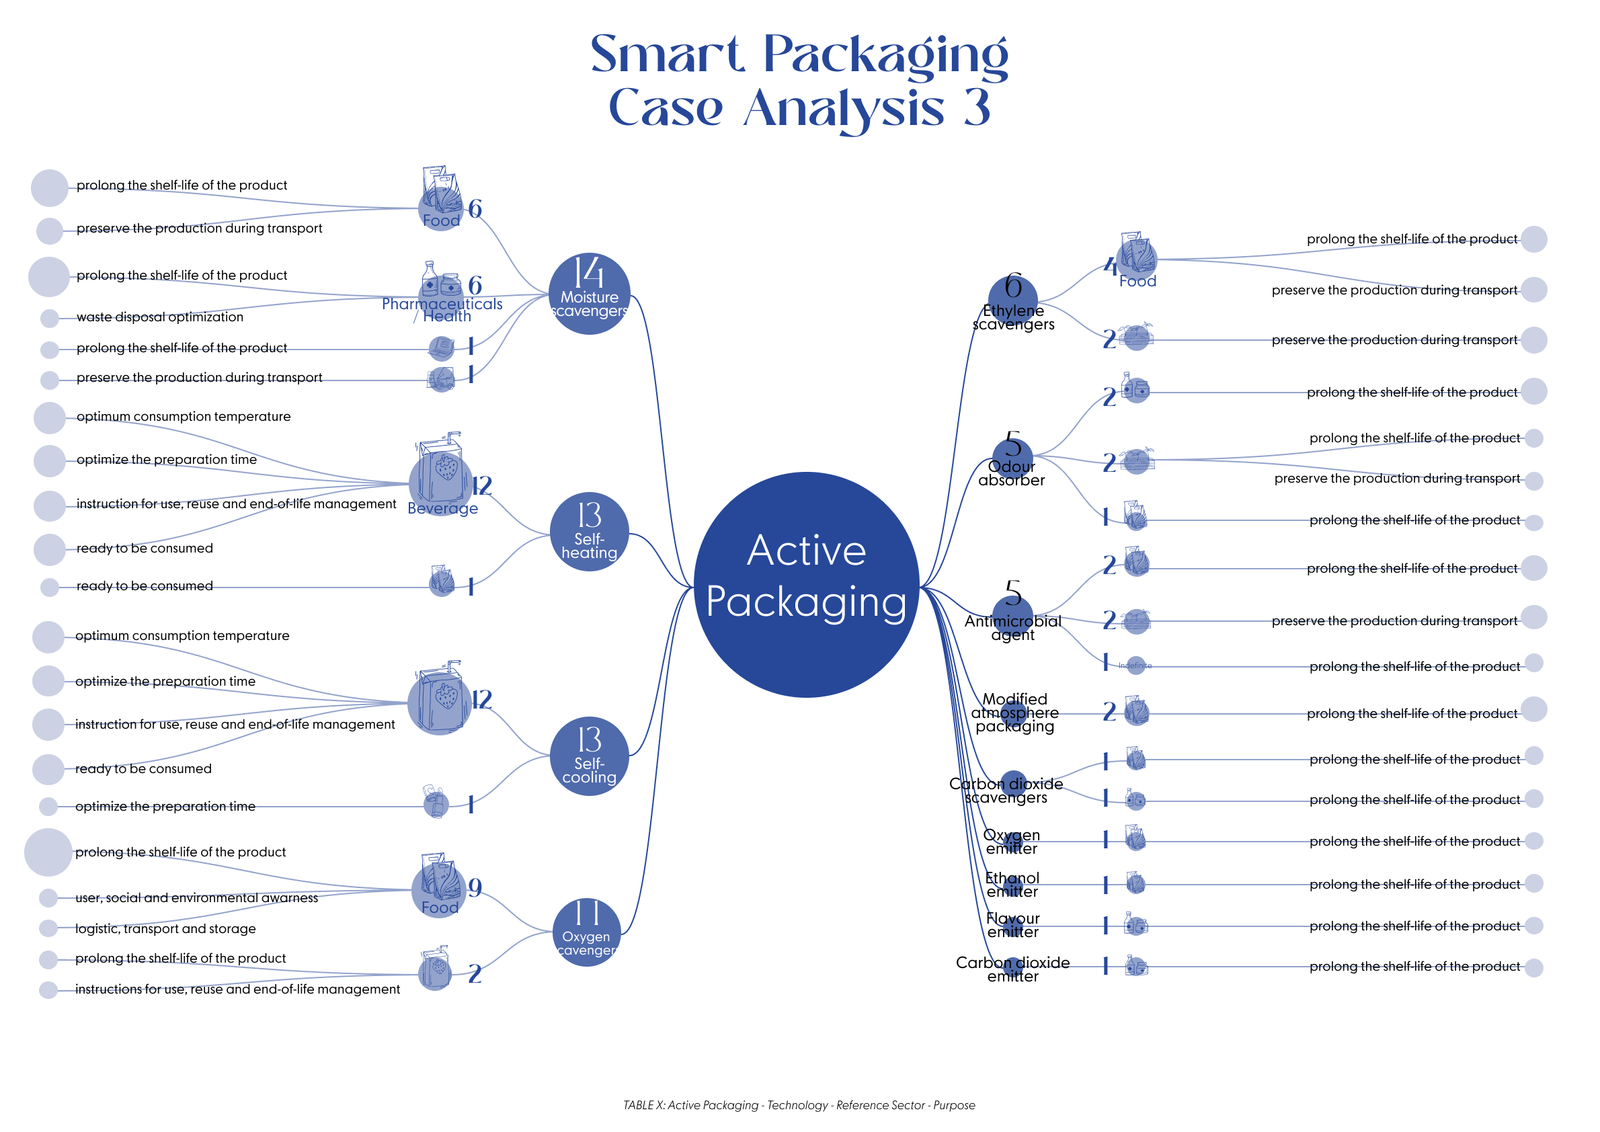 Smart Packaging
Case Analysis 3
prolong the shelf-life of the product
preserve the production during transport
Food
6
prolong the shelf-life of the product
waste disposal optimization
6
Pharmaceuticals
/ Health
prolong the shelf-life of the product
1
preserve the production during transport
1
14
Moisture
scavengers
optimum consumption temperature
optimize the preparation time
instruction for use, reuse and end-of-life management
ready to be consumed
12
Beverage
ready to be consumed
1
13
Self-
heating
optimum consumption temperature
optimize the preparation time
instruction for use, reuse and end-of-life management
ready to be consumed
12
optimize the preparation time
1
13
Self-
cooling
prolong the shelf-life of the product
user, social and environmental awarness
logistic, transport and storage
9
Food
prolong the shelf-life of the product
instructions for use, reuse and end-of-life management
2
11
Oxygen
scavengers
Active
Packaging
6
Ethylene
scavengers
4
Food
prolong the shelf-life of the product
preserve the production during transport
2
preserve the production during transport
5
Odour
absorber
2
prolong the shelf-life of the product
2
prolong the shelf-life of the product
preserve the production during transport
1
prolong the shelf-life of the product
5
Antimicrobial
agent
2
prolong the shelf-life of the product
2
preserve the production during transport
1
Indefinite
prolong the shelf-life of the product
Modified
atmosphere
packaging
2
prolong the shelf-life of the product
Carbon dioxide
scavengers
1
prolong the shelf-life of the product
1
prolong the shelf-life of the product
Oxygen
emitter
1
prolong the shelf-life of the product
Ethanol
emitter
1
prolong the shelf-life of the product
Flavour
emitter
1
prolong the shelf-life of the product
Carbon dioxide
emitter
1
prolong the shelf-life of the product
TABLE X: Active Packaging - Technology - Reference Sector - Purpose